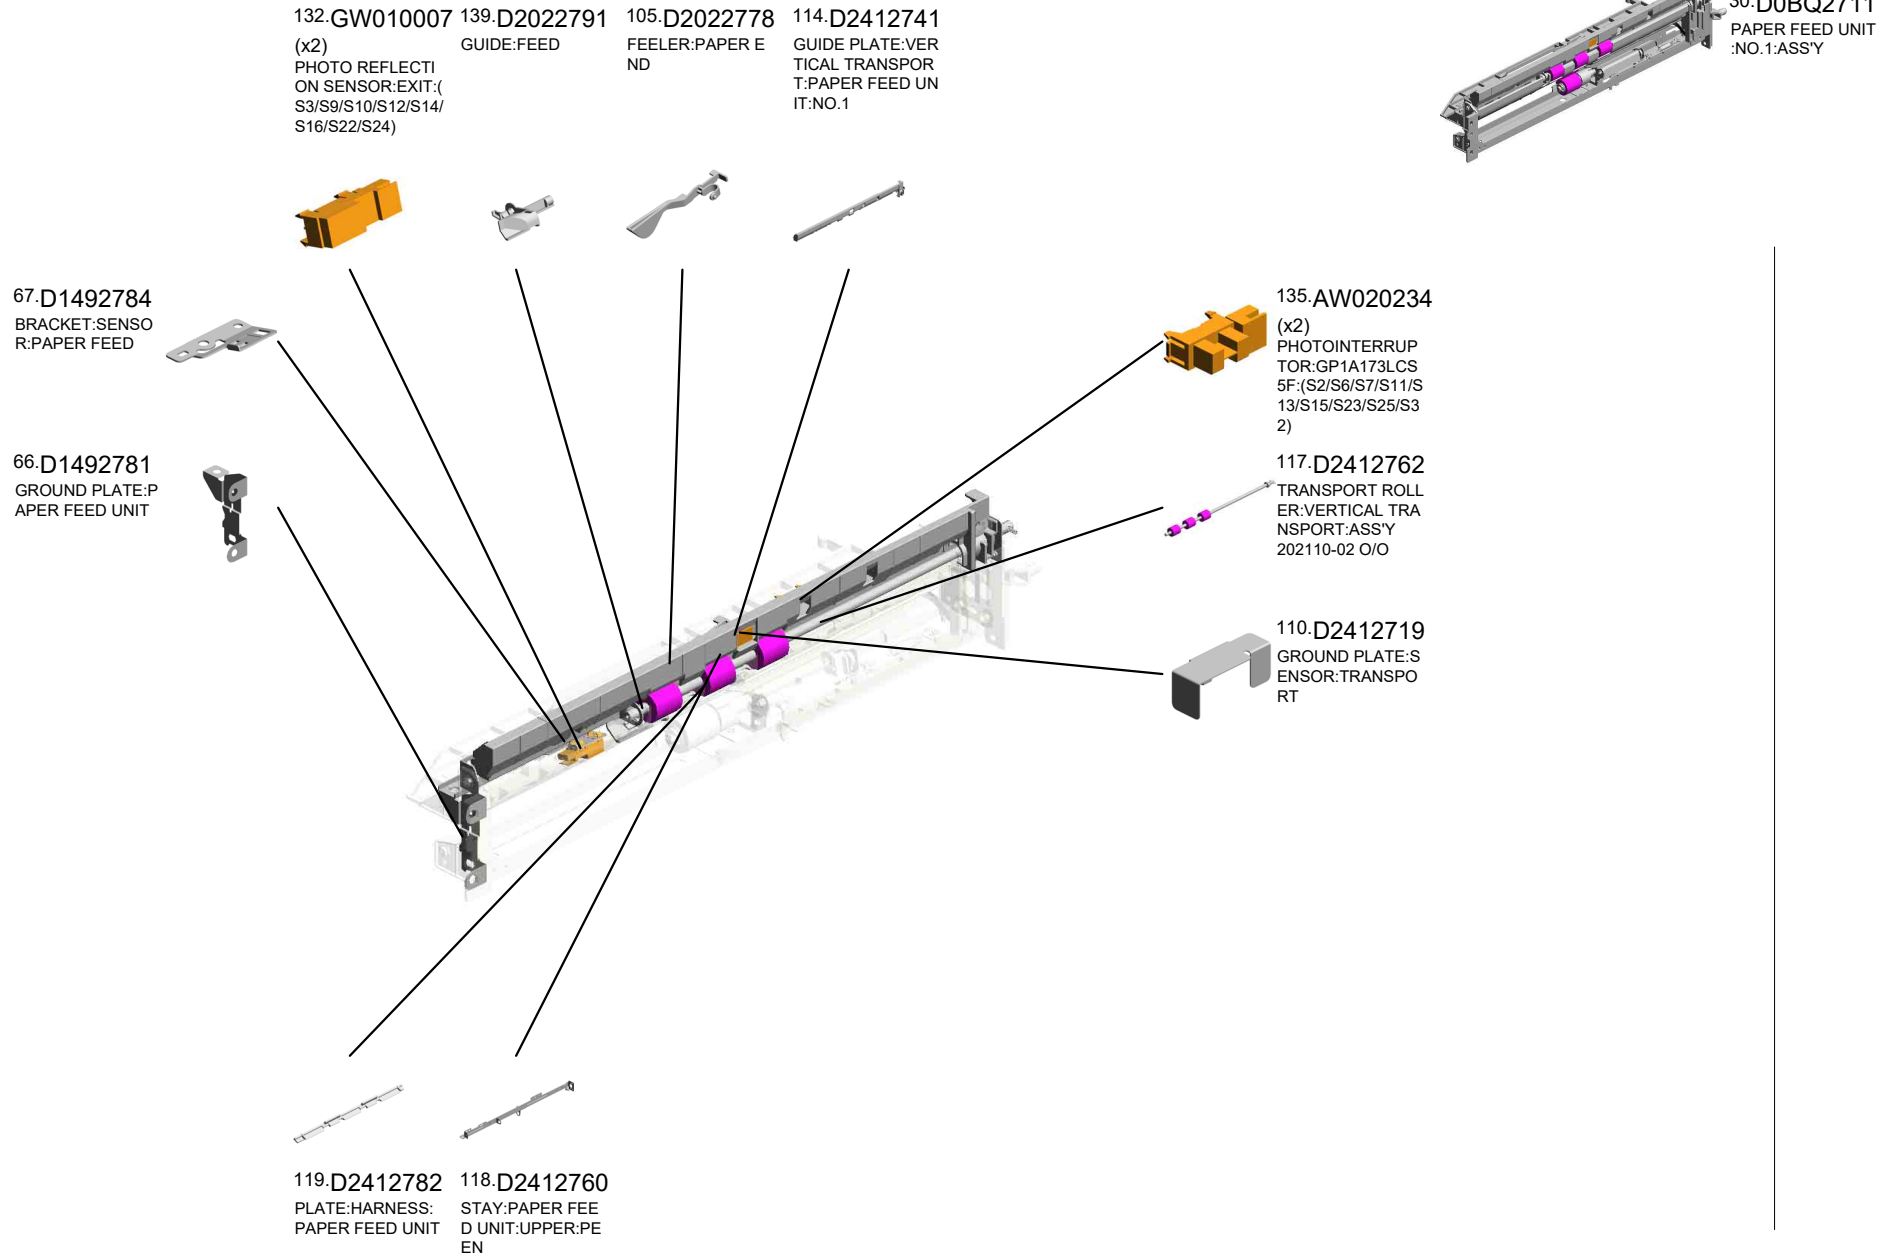 132.GW010007
(x2)
PHOTO REFLECTI
ON SENSOR:EXIT:(
S3/S9/S10/S12/S14/
S16/S22/S24)
139.D2022791
GUIDE:FEED
105.D2022778
FEELER:PAPER E
ND
114.D2412741
GUIDE PLATE:VER
TICAL TRANSPOR
T:PAPER FEED UN
IT:NO.1
30.D0BQ2711
PAPER FEED UNIT
:NO.1:ASS'Y
67.D1492784
BRACKET:SENSO
R:PAPER FEED
135.AW020234
(x2)
PHOTOINTERRUP
TOR:GP1A173LCS
5F:(S2/S6/S7/S11/S
13/S15/S23/S25/S3
2)
66.D1492781
GROUND PLATE:P
APER FEED UNIT
117.D2412762
TRANSPORT ROLL
ER:VERTICAL TRA
NSPORT:ASS'Y
202110-02 O/O
110.D2412719
GROUND PLATE:S
ENSOR:TRANSPO
RT
119.D2412782
PLATE:HARNESS:
PAPER FEED UNIT
118.D2412760
STAY:PAPER FEE
D UNIT:UPPER:PE
EN